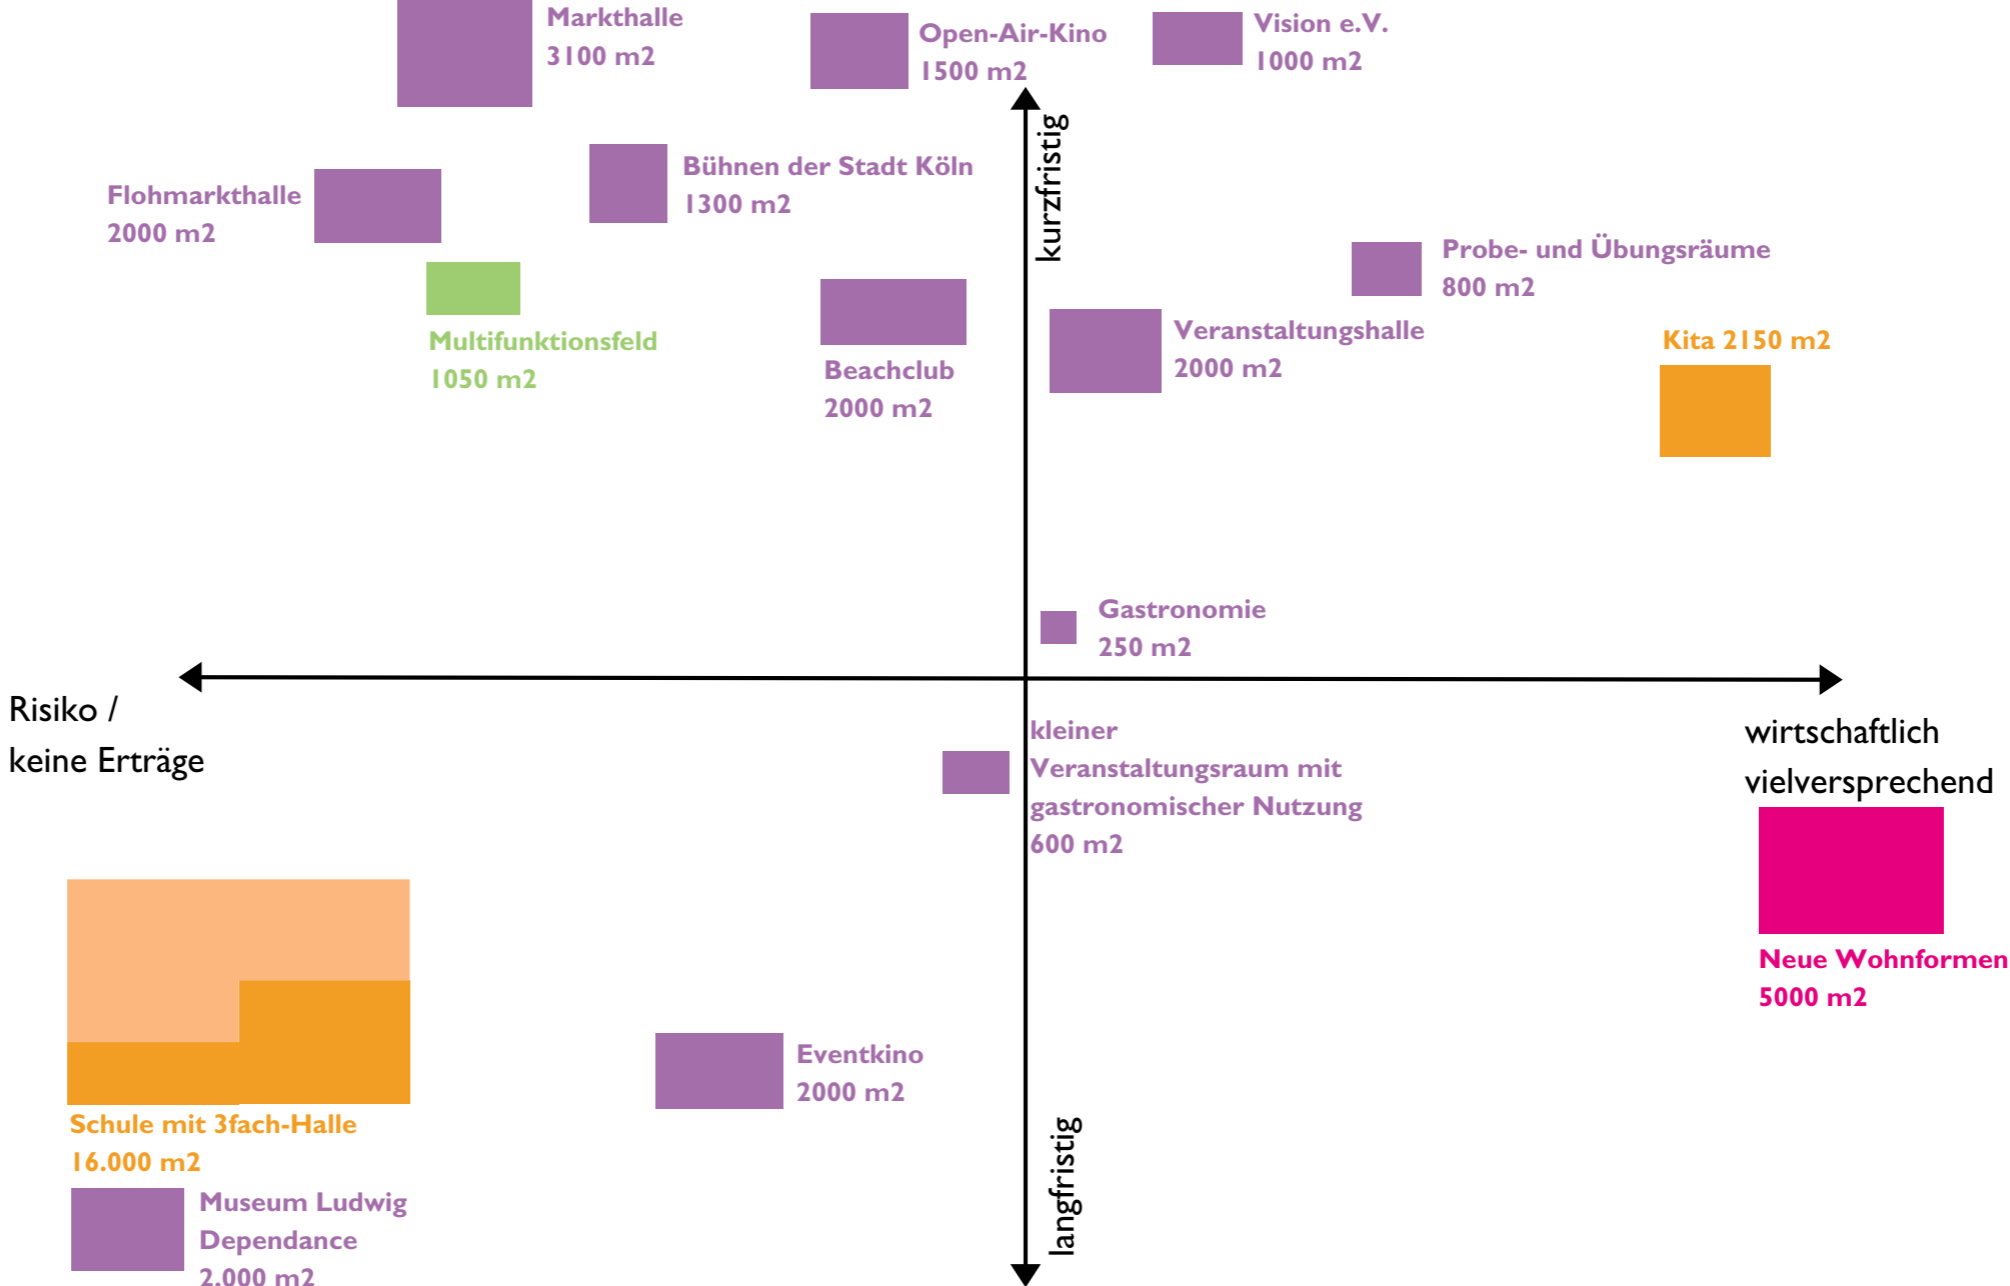 Markthalle
3100 m2
Open-Air-Kino
1500 m2
Vision e.V.
1000 m2
kurzfristig
Bühnen der Stadt Köln
1300 m2
Flohmarkthalle
2000 m2
Probe- und Übungsräume
800 m2
Multifunktionsfeld
1050 m2
Veranstaltungshalle
2000 m2
Kita 2150 m2
Beachclub
2000 m2
Gastronomie
250 m2
Risiko /
keine Erträge
wirtschaftlich
vielversprechend
kleiner
Veranstaltungsraum mit
gastronomischer Nutzung
600 m2
Neue Wohnformen
5000 m2
Eventkino
2000 m2
Schule mit 3fach-Halle
16.000 m2
langfristig
Museum Ludwig
Dependance
2.000 m2